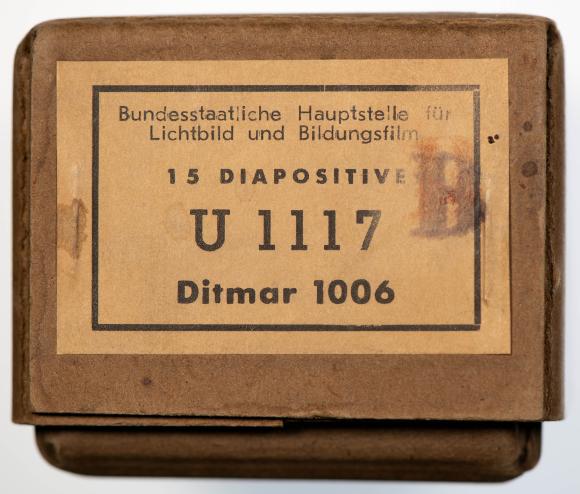 Bundesstaatliche Hauptstelle für
Lichtbild und Bildungsfilm
15 DIAPOSITIVE
B
U 1117
Ditmar 1006